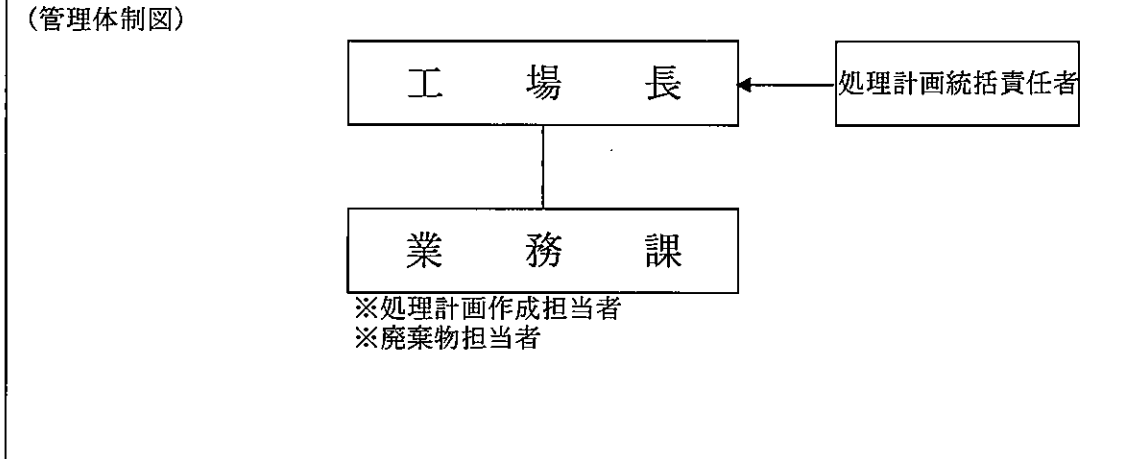 （管理体制図）
工場長
処理計画統括責任者
業務課
※処理計画作成担当者
※廃棄物担当者